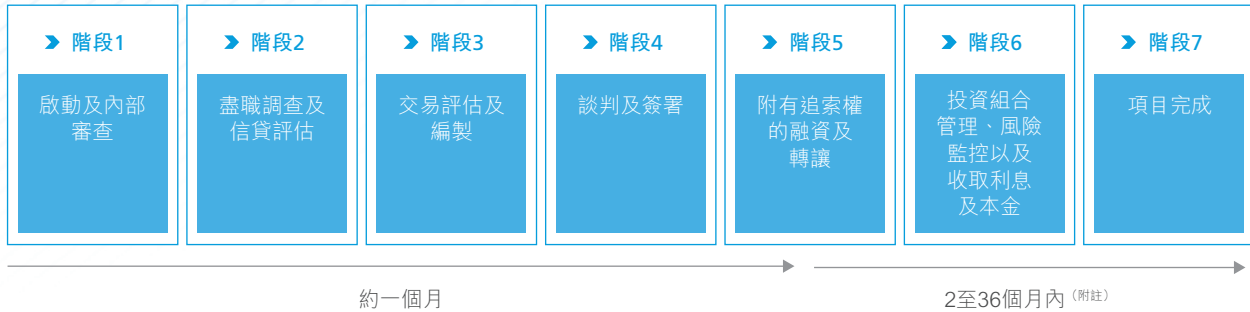 階段1
啟動及內部
審查
階段2
盡職調查及
信貸評估
階段3
交易評估及
編製
階段4
談判及簽署
階段5
附有追索權
的融資及
轉讓
階段6
投資組合
管理、風險
監控以及
收取利息
及本金
階段7
項目完成
約一個月
2至36個月內（附註）